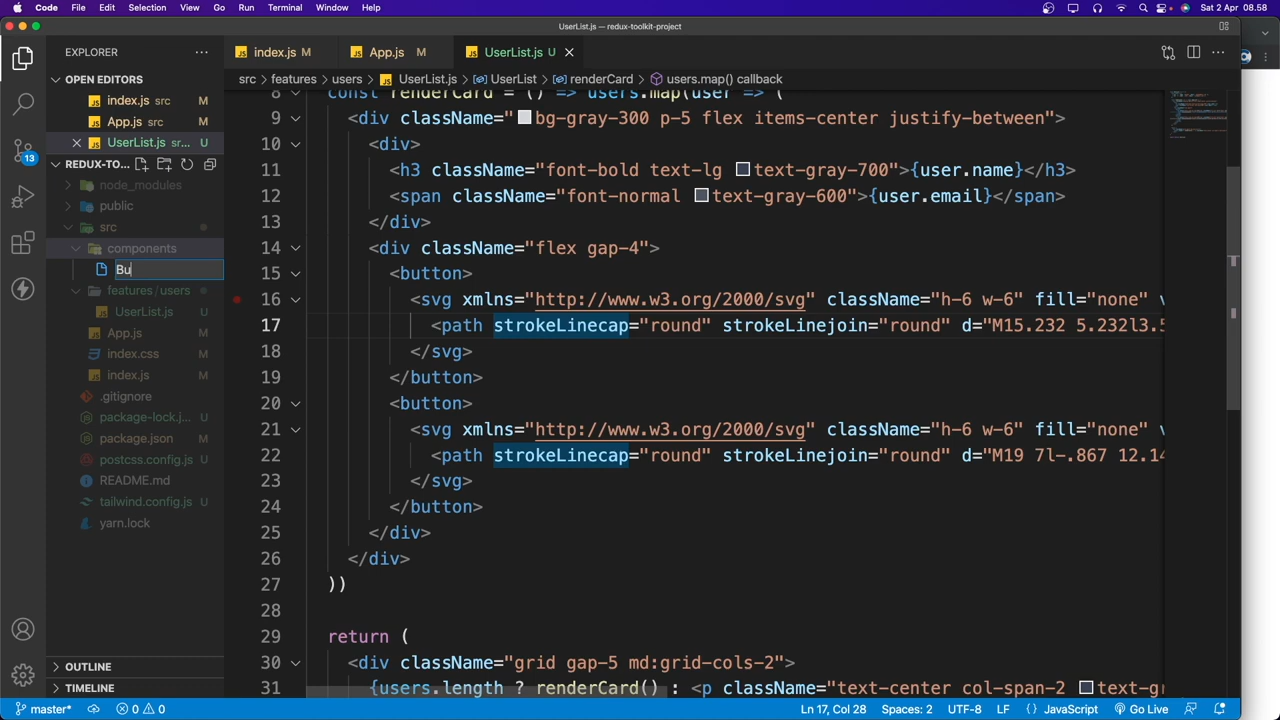 Code File Edit Selection View Go Run Terminal Window Help Sat 2 Apr 08.58
UserList.js — redux-toolkit-project
EXPLORER
index.js M App.js M UserList.js U
src > features > users > UserList.js > UserList > renderCard > users.map() callback
OPEN EDITORS
index.js src M
App.js src M
UserList.js sr... U
REDUX-TO...
node_modules
public
src
components
Bu
features/users
UserList.js U
App.js M
index.css M
index.js M
.gitignore
package-lock.j... U
package.json M
postcss.config.js U
README.md
tailwind.config.js U
yarn.lock
OUTLINE
TIMELINE
8 const renderCard = () => users.map(user => (
9 <div className="bg-gray-300 p-5 flex items-center justify-between">
10 <div>
11 <h3 className="font-bold text-lg text-gray-700">{user.name}</h3>
12 <span className="font-normal text-gray-600">{user.email}</span>
13 </div>
14 <div className="flex gap-4">
15 <button>
16 <svg xmlns="http://www.w3.org/2000/svg" className="h-6 w-6" fill="none" v
17 <path strokeLinecap="round" strokeLinejoin="round" d="M15.232 5.232l3.5
18 </svg>
19 </button>
20 <button>
21 <svg xmlns="http://www.w3.org/2000/svg" className="h-6 w-6" fill="none" v
22 <path strokeLinecap="round" strokeLinejoin="round" d="M19 7l-.867 12.14
23 </svg>
24 </button>
25 </div>
26 </div>
27 ))
28
29 return (
30 <div className="grid gap-5 md:grid-cols-2">
31 {users.length ? renderCard() : <p className="text-center col-span-2 text-gr
13
master* 0 0 Ln 17, Col 28 Spaces: 2 UTF-8 LF {} JavaScript Go Live